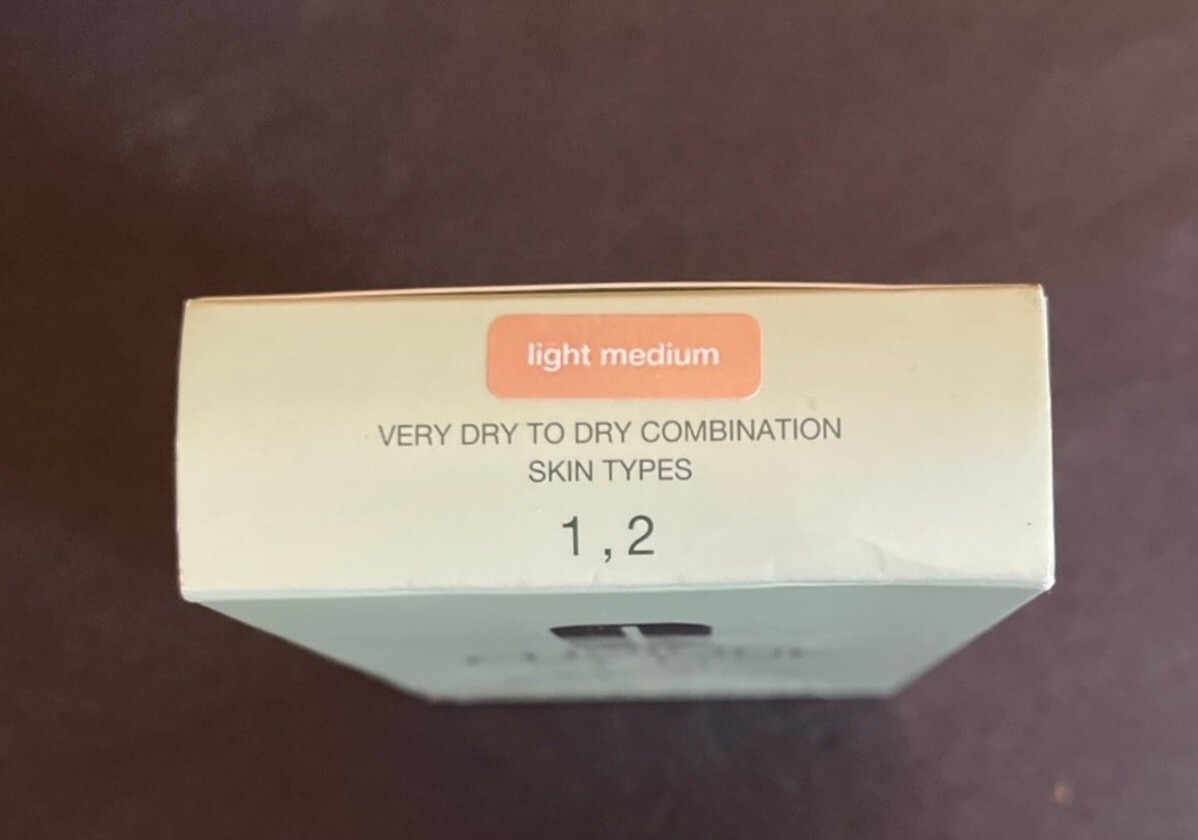 light medium
VERY DRY TO DRY COMBINATION
SKIN TYPES
1 , 2